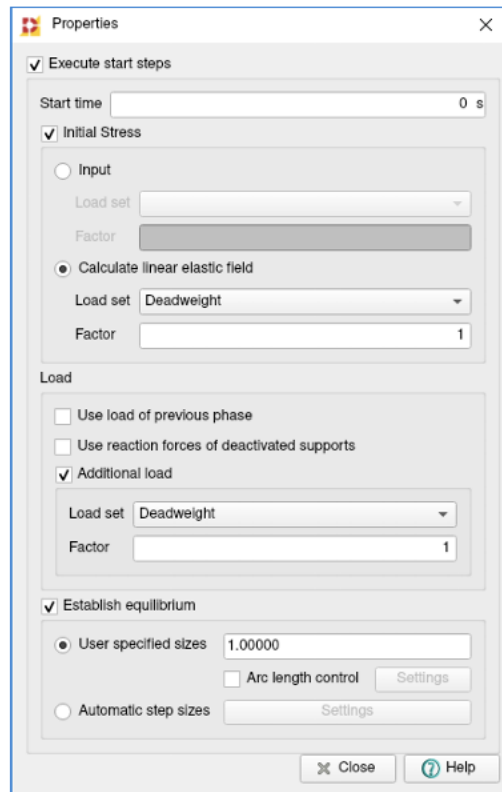 Properties
Execute start steps
Start time 0 s
Initial Stress
Input
Load set
Factor
Calculate linear elastic field
Load set Deadweight
Factor 1
Load
Use load of previous phase
Use reaction forces of deactivated supports
Additional load
Load set Deadweight
Factor 1
Establish equilibrium
User specified sizes 1.00000
Arc length control Settings
Automatic step sizes Settings
Close Help